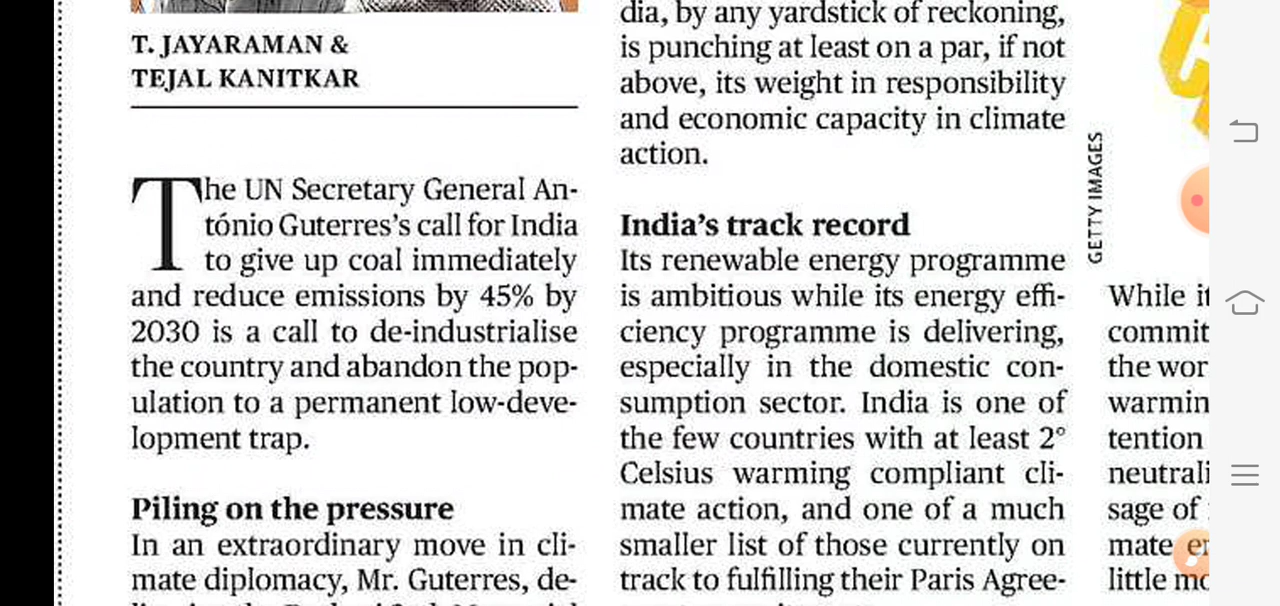 T. JAYARAMAN &
TEJAL KANITKAR
The UN Secretary General An-
tónio Guterres's call for India
to give up coal immediately
and reduce emissions by 45% by
2030 is a call to de-industrialise
the country and abandon the pop-
ulation to a permanent low-deve-
lopment trap.
Piling on the pressure
In an extraordinary move in cli-
mate diplomacy, Mr. Guterres, de-
dia, by any yardstick of reckoning,
is punching at least on a par, if not
above, its weight in responsibility
and economic capacity in climate
action.
India's track record
Its renewable energy programme
is ambitious while its energy effi-
ciency programme is delivering,
especially in the domestic con-
sumption sector. India is one of
the few countries with at least 2°
Celsius warming compliant cli-
mate action, and one of a much
smaller list of those currently on
track to fulfilling their Paris Agree-
GETTY IMAGES
While it
commit
the wor
warmin
tention
neutrali
sage of
mate
little